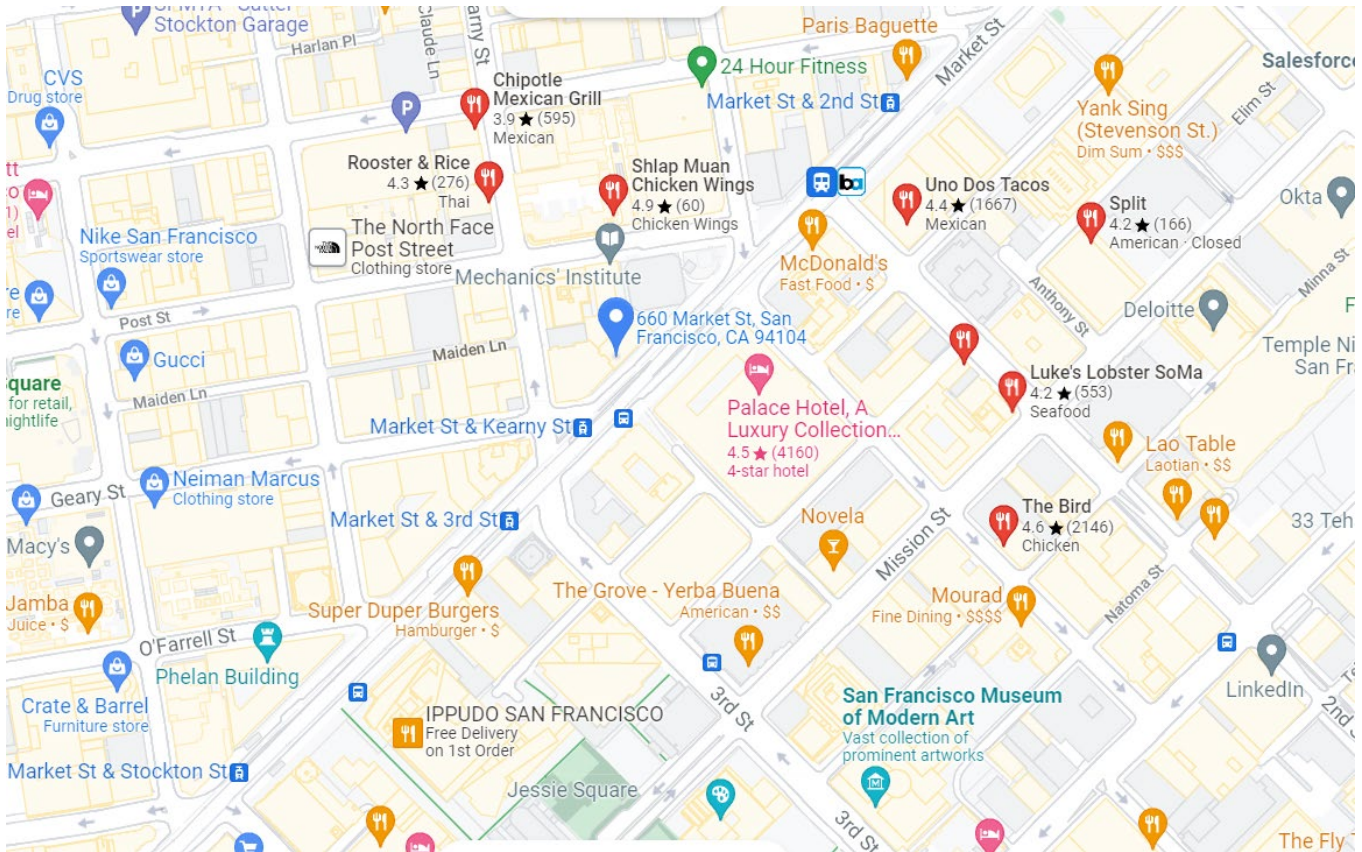 Stockton Garage
Harlan Pl
Claude Ln
Paris Baguette
Market St
Salesforce
CVS
Drug store
Chipotle
Mexican Grill
3.9 ★ (595)
Mexican
24 Hour Fitness
Market St & 2nd St
Yank Sing
(Stevenson St.)
Dim Sum • $$$
Elim St
Rooster & Rice
4.3 ★ (276)
Thai
Shlap Muan
Chicken Wings
4.9 ★ (60)
Chicken Wings
Uno Dos Tacos
4.4 ★ (1667)
Mexican
Split
4.2 ★ (166)
American · Closed
Okta
The North Face
Post Street
Clothing store
Nike San Francisco
Sportswear store
Mechanics' Institute
McDonald's
Fast Food • $
Minna St
Anthony St
Deloitte
Post St
660 Market St, San
Francisco, CA 94104
Gucci
Maiden Ln
Maiden Ln
Temple Ni
San Fr
quare
for retail,
nightlife
Luke's Lobster SoMa
4.2 ★ (553)
Seafood
Palace Hotel, A
Luxury Collection...
4.5 ★ (4160)
4-star hotel
Market St & Kearny St
Lao Table
Laotian • $$
Neiman Marcus
Clothing store
Geary St
Market St & 3rd St
Novela
Mission St
The Bird
4.6 ★ (2146)
Chicken
33 Teh
Macy's
Jamba
Juice • $
Super Duper Burgers
Hamburger • $
The Grove - Yerba Buena
American • $$
Mourad
Fine Dining • $$$$
Natoma St
O'Farrell St
Phelan Building
LinkedIn
Crate & Barrel
Furniture store
3rd St
San Francisco Museum
of Modern Art
Vast collection of
prominent artworks
2nd S
IPPUDO SAN FRANCISCO
Free Delivery
on 1st Order
Market St & Stockton St
Jessie Square
3rd St
The Fly T